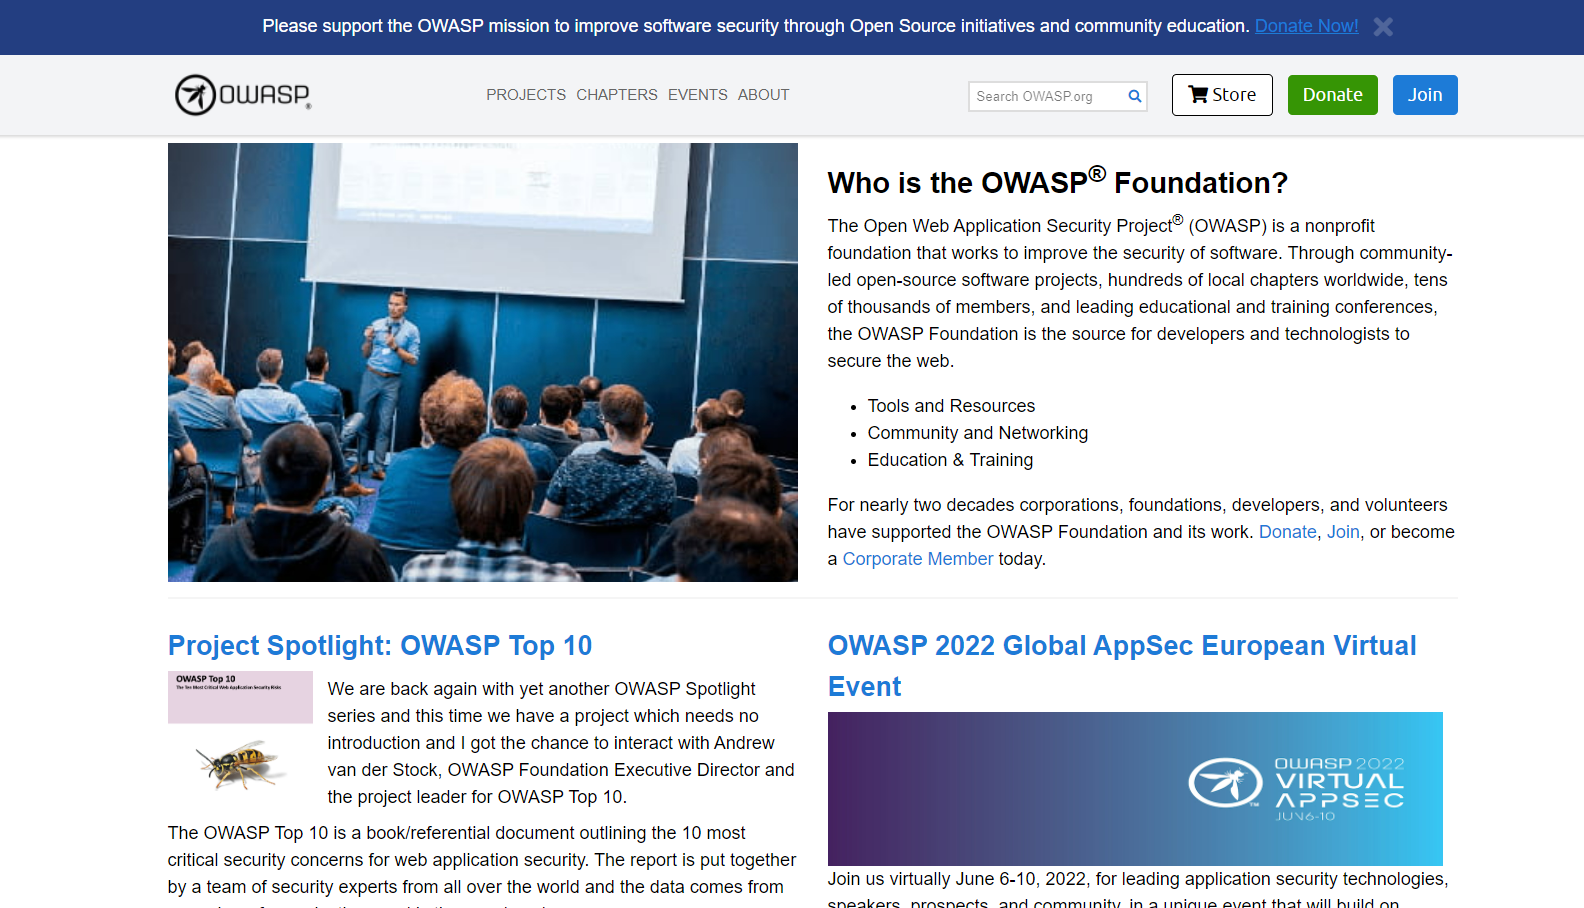 Please support the OWASP mission to improve software security through Open Source initiatives and community education. Donate Now!
OWASP®
PROJECTS CHAPTERS EVENTS ABOUT
Search OWASP.org
Store
Donate
Join
Who is the OWASP® Foundation?
The Open Web Application Security Project® (OWASP) is a nonprofit
foundation that works to improve the security of software. Through community-
led open-source software projects, hundreds of local chapters worldwide, tens
of thousands of members, and leading educational and training conferences,
the OWASP Foundation is the source for developers and technologists to
secure the web.
• Tools and Resources
• Community and Networking
• Education & Training
For nearly two decades corporations, foundations, developers, and volunteers
have supported the OWASP Foundation and its work. Donate, Join, or become
a Corporate Member today.
Project Spotlight: OWASP Top 10
OWASP Top 10
The Ten Most Critical Web Application Security Risks
We are back again with yet another OWASP Spotlight
series and this time we have a project which needs no
introduction and I got the chance to interact with Andrew
van der Stock, OWASP Foundation Executive Director and
the project leader for OWASP Top 10.
The OWASP Top 10 is a book/referential document outlining the 10 most
critical security concerns for web application security. The report is put together
by a team of security experts from all over the world and the data comes from
OWASP 2022 Global AppSec European Virtual
Event
OWASP 2022
VIRTUAL
APPSEC
JUN 6-10
TM
Join us virtually June 6-10, 2022, for leading application security technologies,
speakers, prospects, and community, in a unique event that will build on